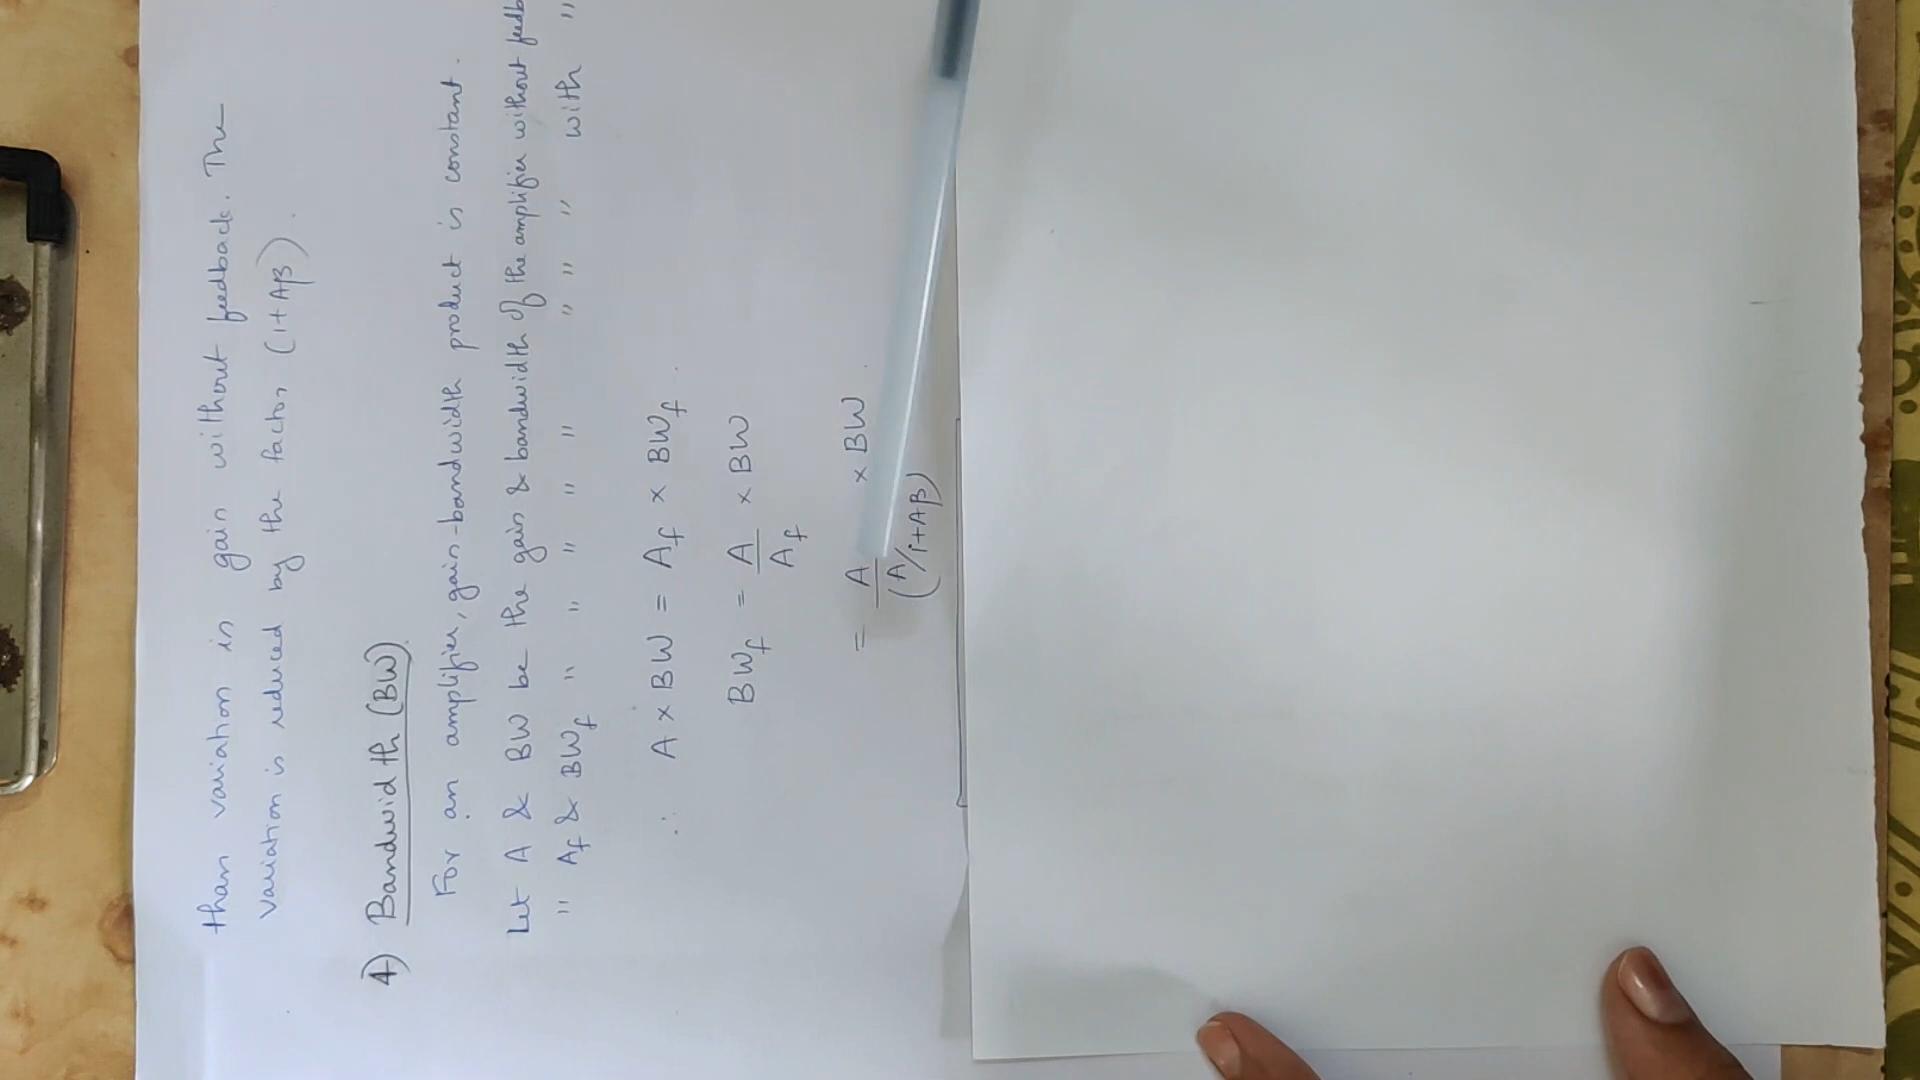 than variation in gain without feedback. The
variation is reduced by the factor (1+Aβ).
4) Bandwidth (BW)
For an amplifier, gain-bandwidth product is constant.
Let A & BW be the gain & bandwidth of the amplifier without
" Af & BWf " " " " " " " " with "
∴ A × BW = Af × BWf
BWf = A/Af × BW
= A/(A/1+Aβ) × BW